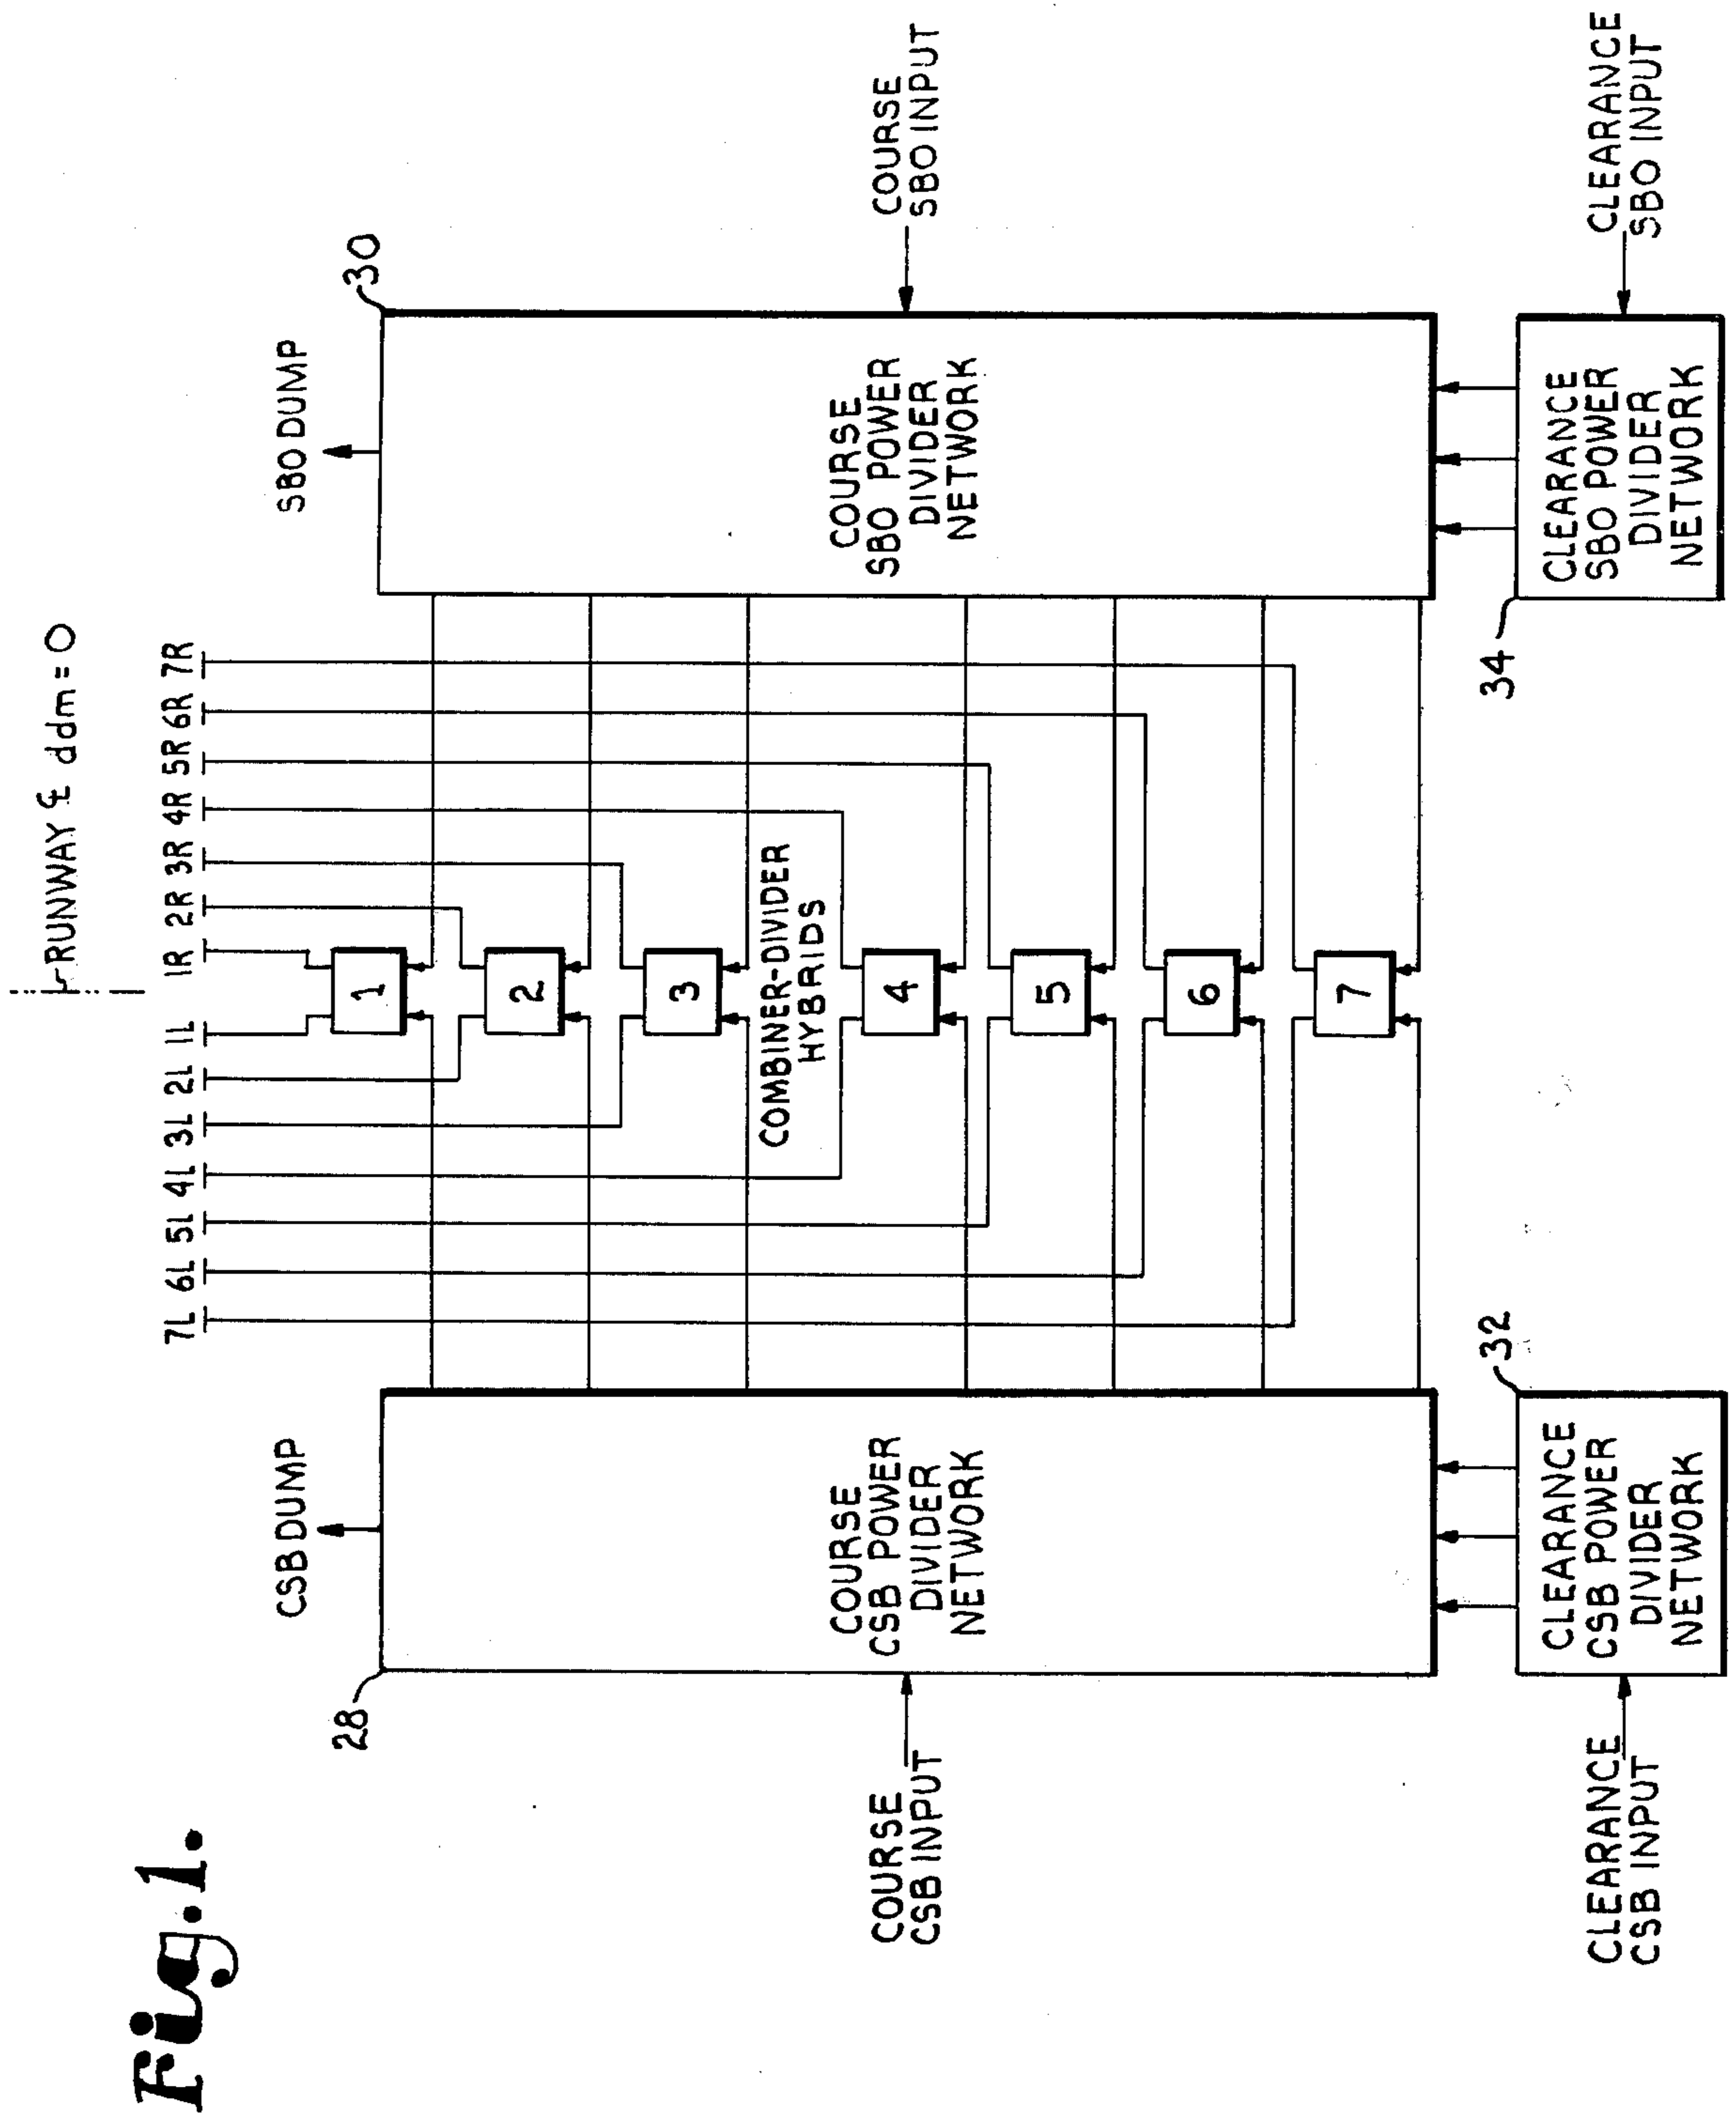 Fig.1.
RUNWAY ℄ ddm = 0
7L 6L 5L 4L 3L 2L 1L 1R 2R 3R 4R 5R 6R 7R
CSB DUMP
SBO DUMP
28
30
1
2
3
COMBINER-DIVIDER
HYBRIDS
4
5
6
7
COURSE
CSB INPUT
COURSE
CSB POWER
DIVIDER
NETWORK
COURSE
SBO POWER
DIVIDER
NETWORK
COURSE
SBO INPUT
32
34
CLEARANCE
CSB INPUT
CLEARANCE
CSB POWER
DIVIDER
NETWORK
CLEARANCE
SBO POWER
DIVIDER
NETWORK
CLEARANCE
SBO INPUT